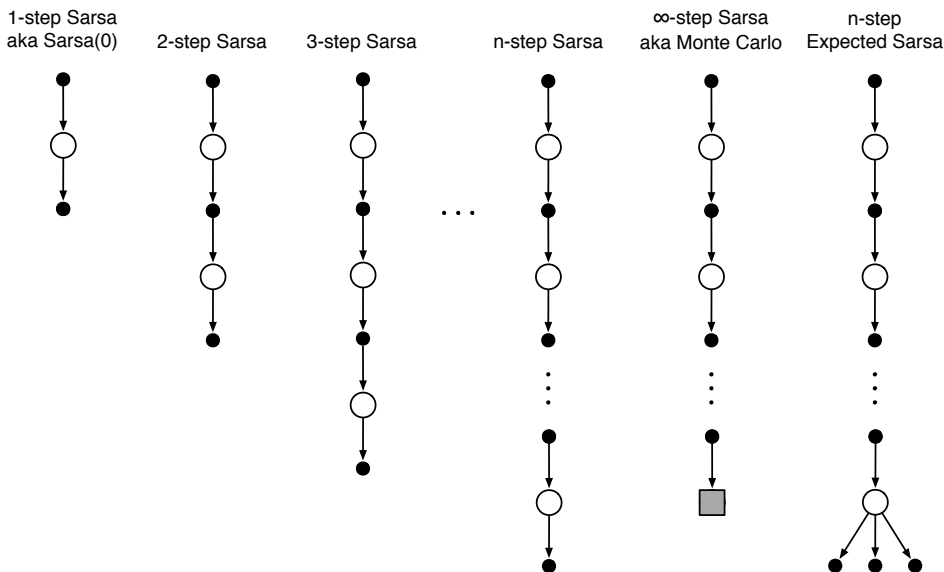 1-step Sarsa
aka Sarsa(0)
2-step Sarsa
3-step Sarsa
n-step Sarsa
∞-step Sarsa
aka Monte Carlo
n-step
Expected Sarsa